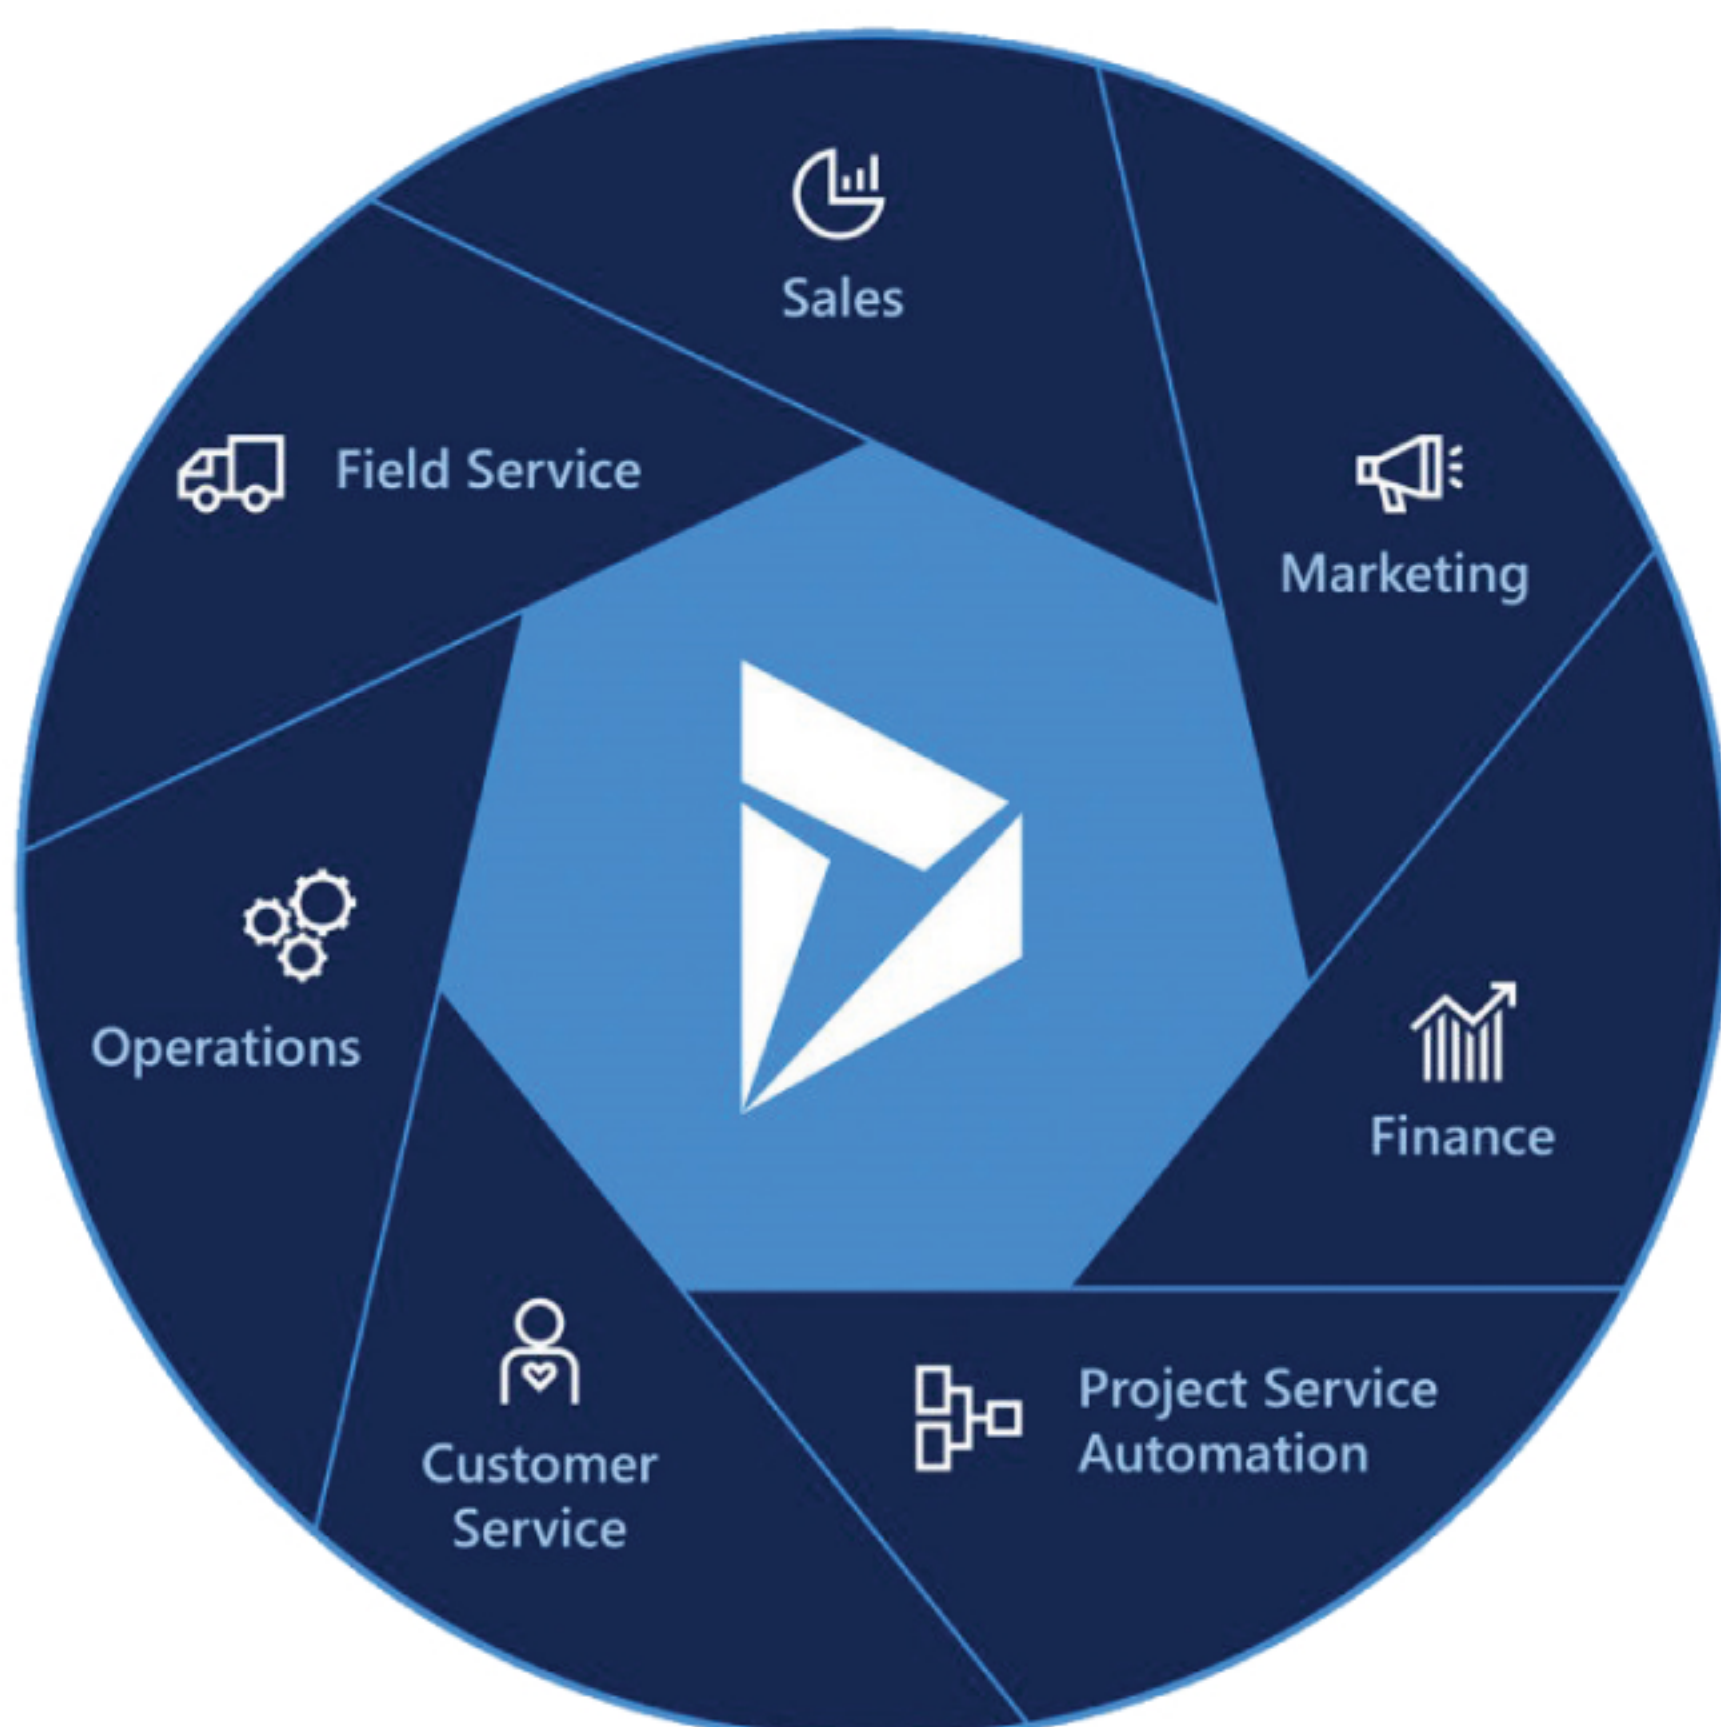 Sales
Marketing
Field Service
Operations
Finance
Project Service
Automation
Customer
Service